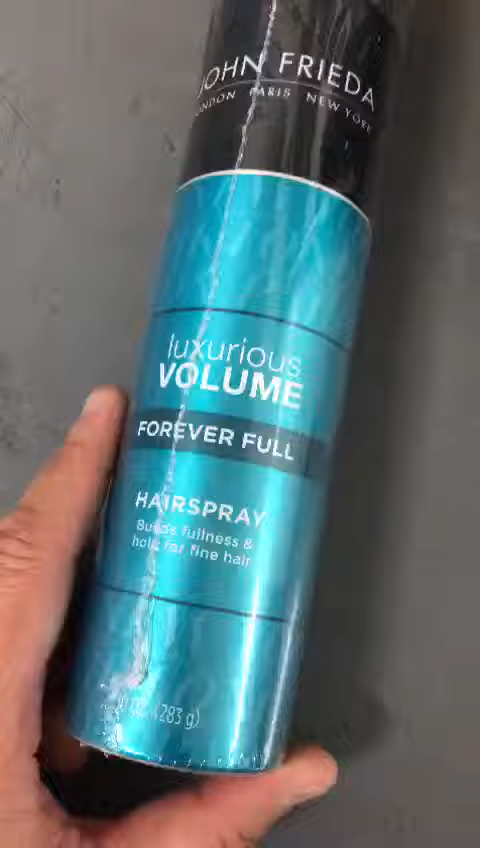 JOHN FRIEDA
LONDON PARIS NEW YORK
luxurious
VOLUME
FOREVER FULL
HAIRSPRAY
Builds fullness &
hold for fine hair
(283 g)